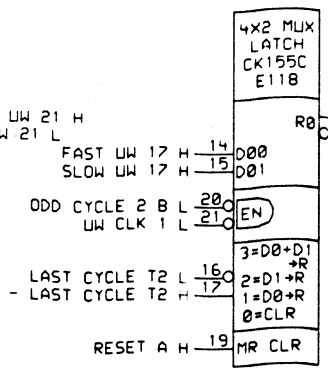 4X2 MUX
LATCH
CK155C
E118
UW 21 H
W 21 L
R0
FAST UW 17 H 14 D00
SLOW UW 17 H 15 D01
ODD CYCLE 2 B L 20 EN
UW CLK 1 L 21
3=D0+D1
→R
LAST CYCLE T2 L 16 2=D1→R
- LAST CYCLE T2 H 17 1=D0→R
0=CLR
RESET A H 19 MR CLR